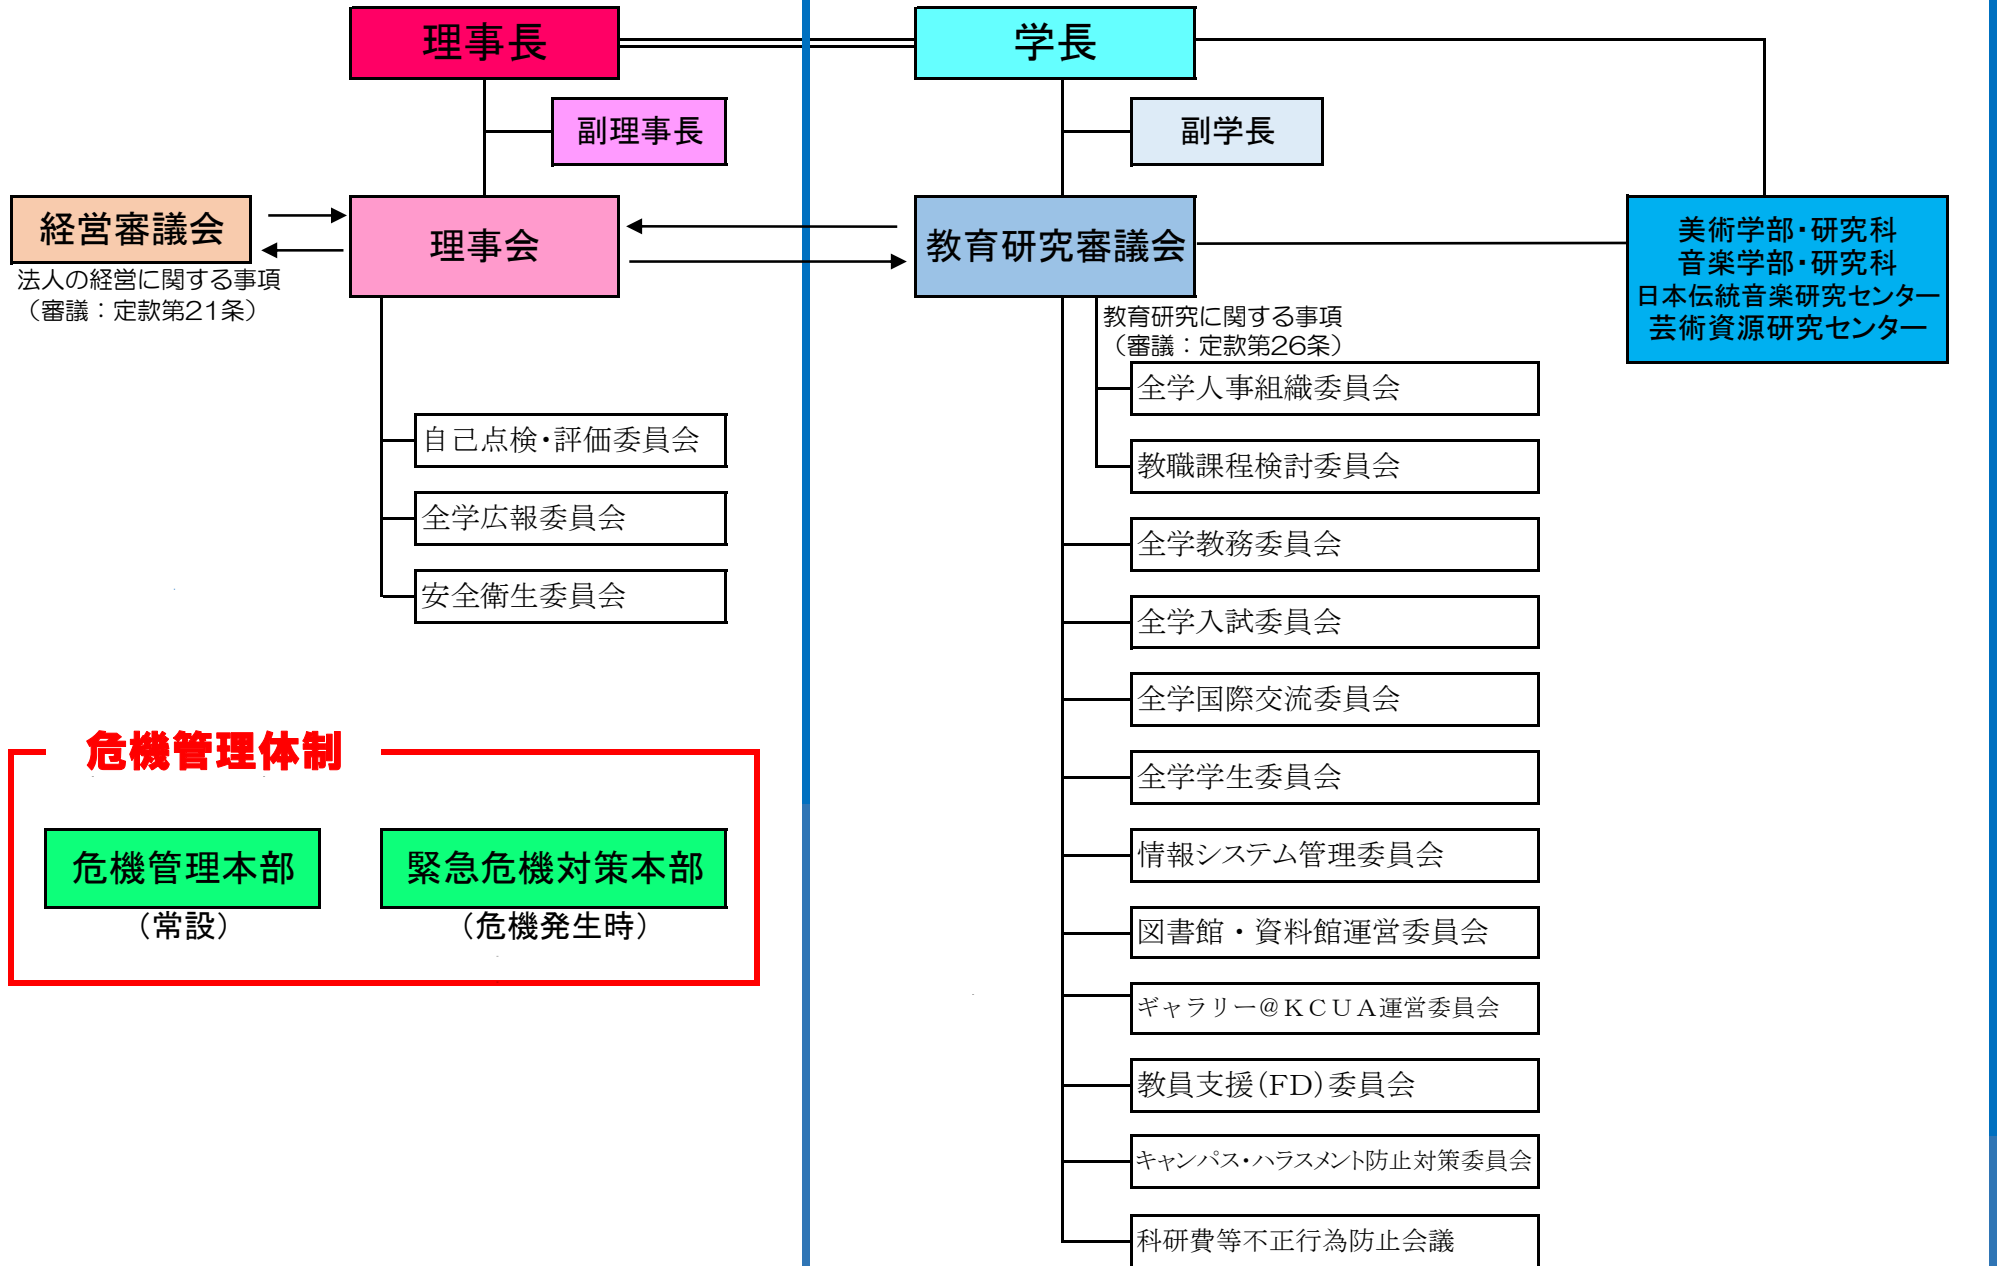 理事長
学長
副理事長
副学長
経営審議会
法人の経営に関する事項
（審議：定款第21条）
理事会
教育研究審議会
教育研究に関する事項
（審議：定款第26条）
美術学部・研究科
音楽学部・研究科
日本伝統音楽研究センター
芸術資源研究センター
自己点検・評価委員会
全学広報委員会
安全衛生委員会
全学人事組織委員会
教職課程検討委員会
全学教務委員会
全学入試委員会
全学国際交流委員会
全学学生委員会
情報システム管理委員会
図書館・資料館運営委員会
ギャラリー＠ＫＣＵＡ運営委員会
教員支援（FD）委員会
キャンパス・ハラスメント防止対策委員会
科研費等不正行為防止会議
危機管理体制
危機管理本部
（常設）
緊急危機対策本部
（危機発生時）